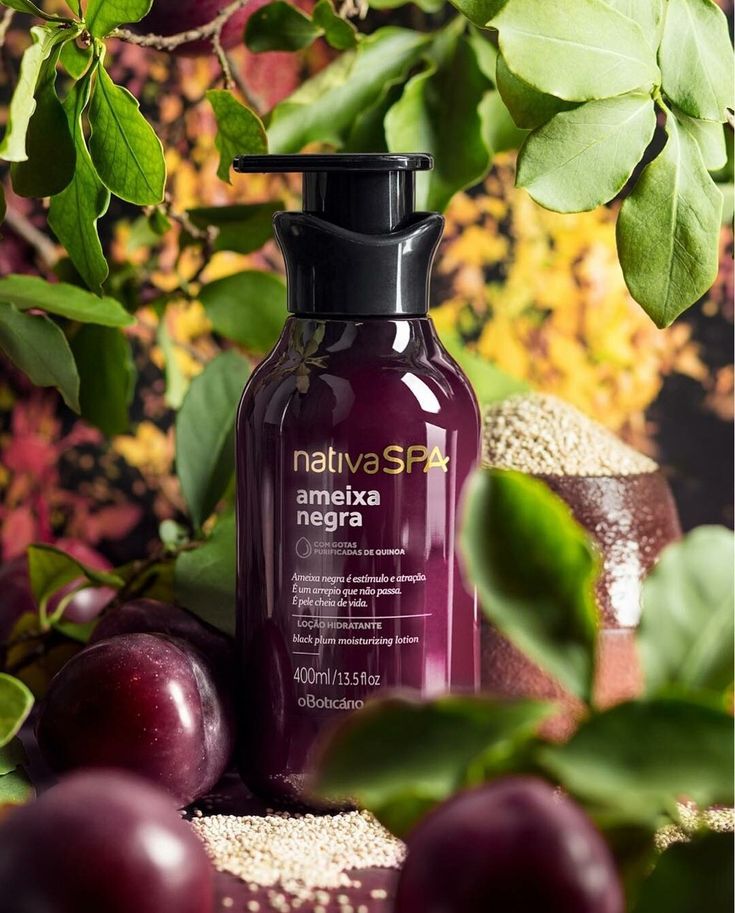 nativaSPA
ameixa
negra
COM GOTAS
PURIFICADAS DE QUINOA
Ameixa negra é estímulo e atração.
É um arrepio que não passa.
É pele cheia de vida.
LOÇÃO HIDRATANTE
black plum moisturizing lotion
400ml/13.5 fl oz
oBoticário